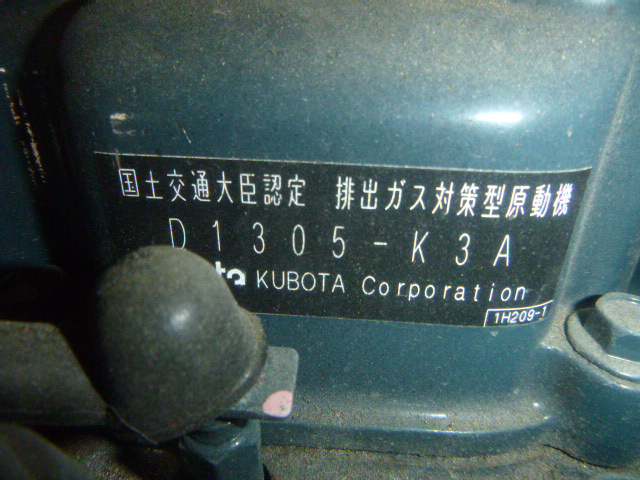 国土交通大臣認定 排出ガス対策型原動機
D1305-K3A
KUBOTA Corporation
1H209-1